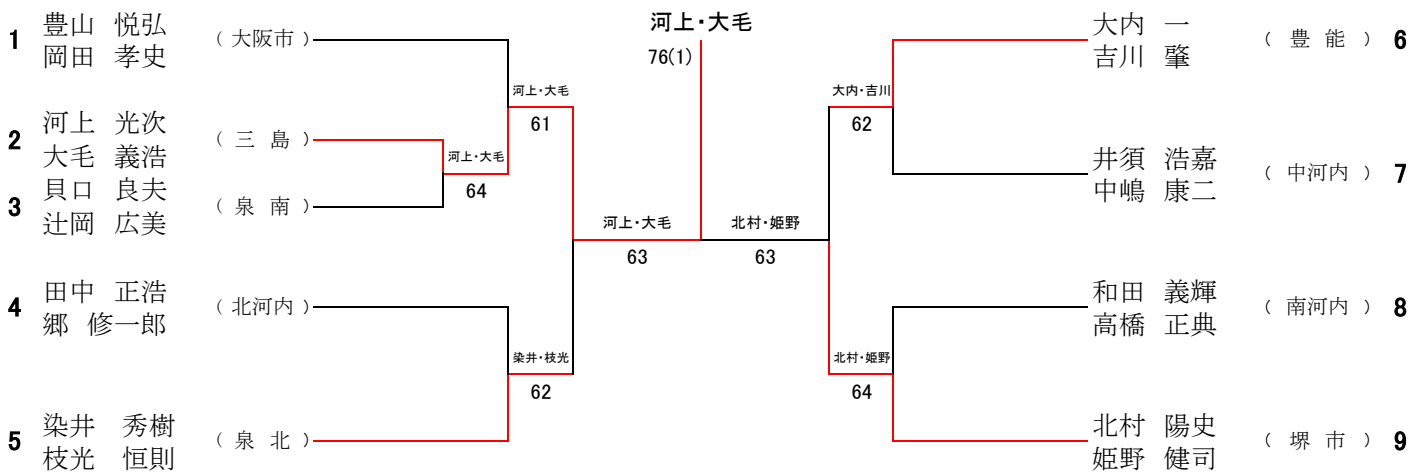 河上・大毛
76(1)
1 豊山 悦弘
岡田 孝史
( 大阪市 )
2 河上 光次
大毛 義浩
( 三 島 )
3 貝口 良夫
辻岡 広美
( 泉 南 )
4 田中 正浩
郷 修一郎
( 北河内 )
5 染井 秀樹
枝光 恒則
( 泉 北 )
河上・大毛
61
河上・大毛
64
河上・大毛
63
染井・枝光
62
北村・姫野
63
大内・吉川
62
北村・姫野
64
大内 一
吉川 肇
( 豊 能 ) 6
井須 浩嘉
中嶋 康二
( 中河内 ) 7
和田 義輝
高橋 正典
( 南河内 ) 8
北村 陽史
姫野 健司
( 堺 市 ) 9